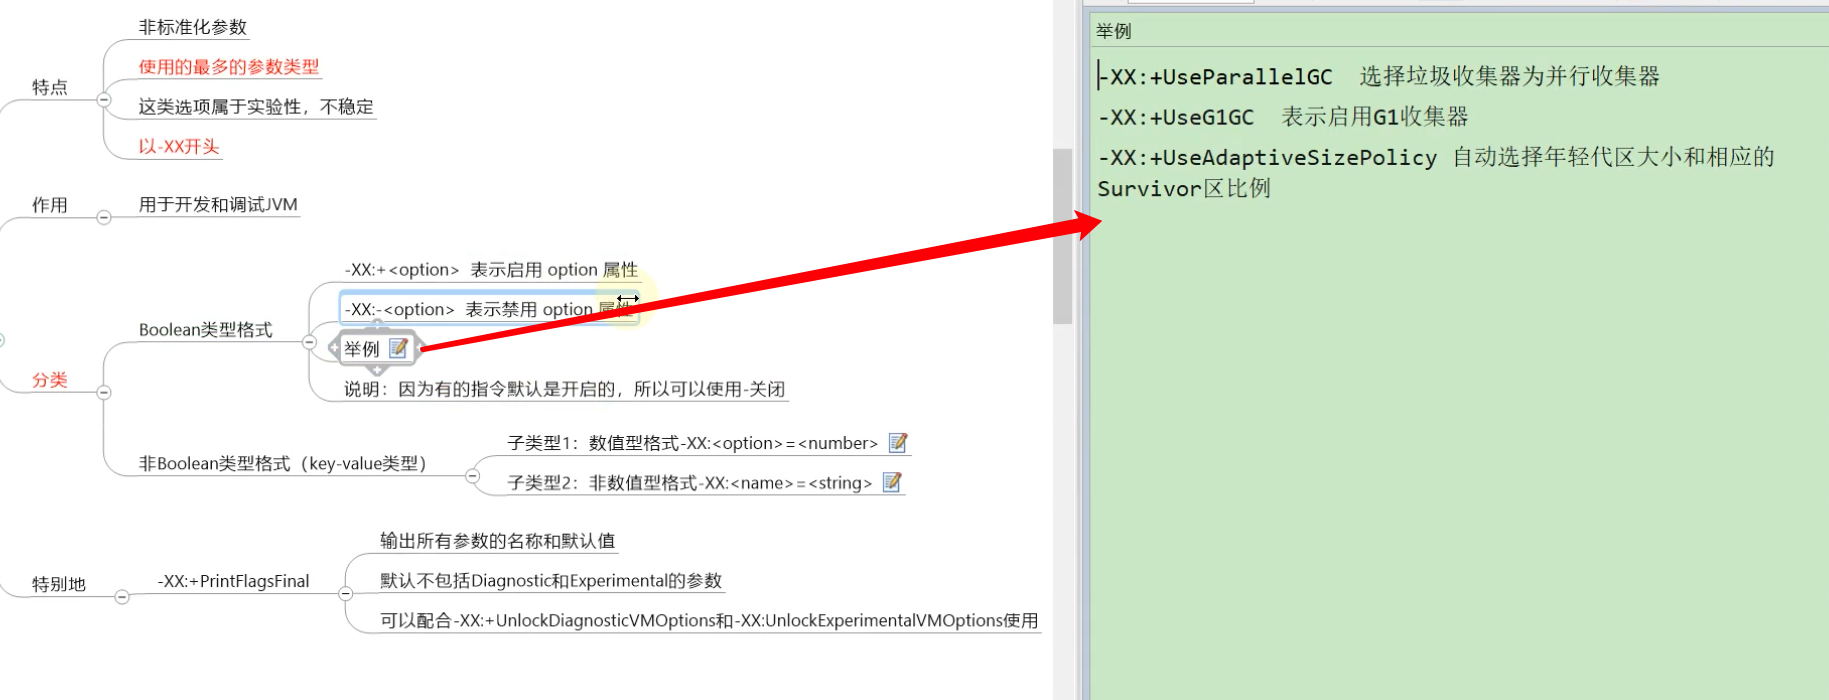 特点
非标准化参数
使用的最多的参数类型
这类选项属于实验性，不稳定
以-XX开头
作用
用于开发和调试JVM
分类
Boolean类型格式
-XX:+<option> 表示启用 option 属性
-XX:-<option> 表示禁用 option 属性
举例
说明：因为有的指令默认是开启的，所以可以使用-关闭
非Boolean类型格式（key-value类型）
子类型1：数值型格式-XX:<option>=<number>
子类型2：非数值型格式-XX:<name>=<string>
特别地
-XX:+PrintFlagsFinal
输出所有参数的名称和默认值
默认不包括Diagnostic和Experimental的参数
可以配合-XX:+UnlockDiagnosticVMOptions和-XX:UnlockExperimentalVMOptions使用
举例
-XX:+UseParallelGC 选择垃圾收集器为并行收集器
-XX:+UseG1GC 表示启用G1收集器
-XX:+UseAdaptiveSizePolicy 自动选择年轻代区大小和相应的
Survivor区比例